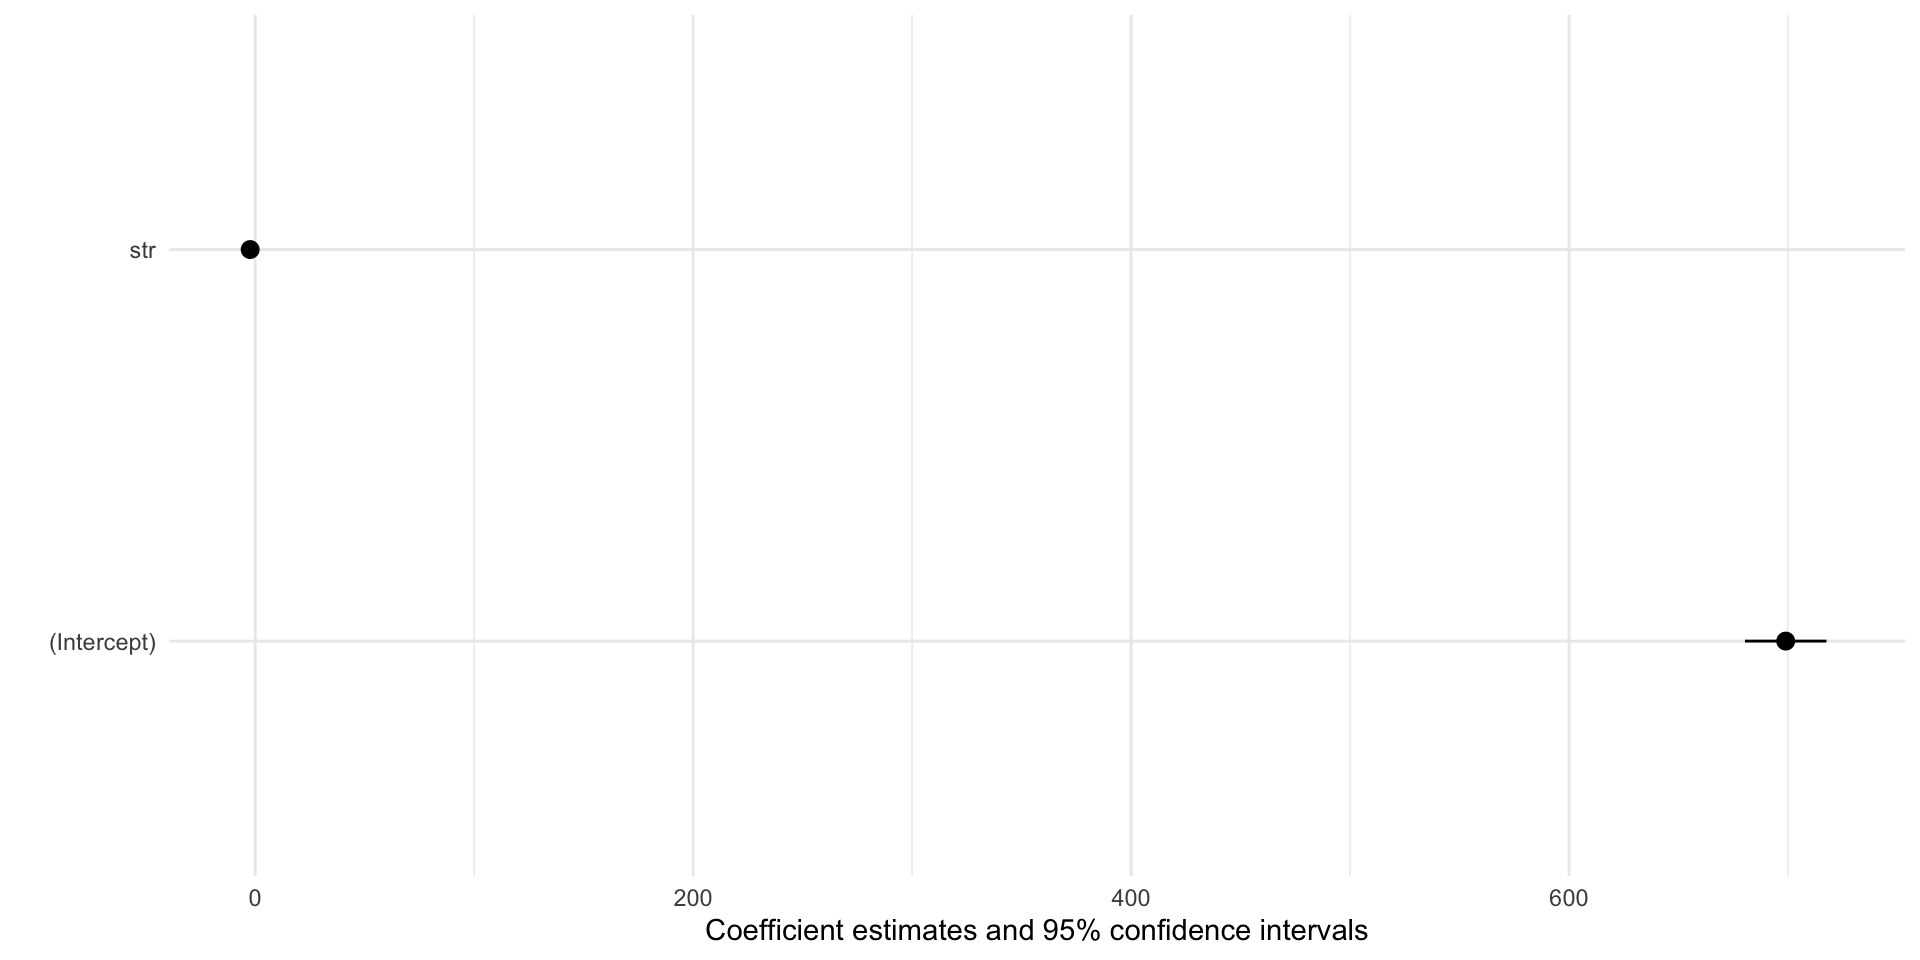 str
(Intercept)
0 200 400 600
Coefficient estimates and 95% confidence intervals